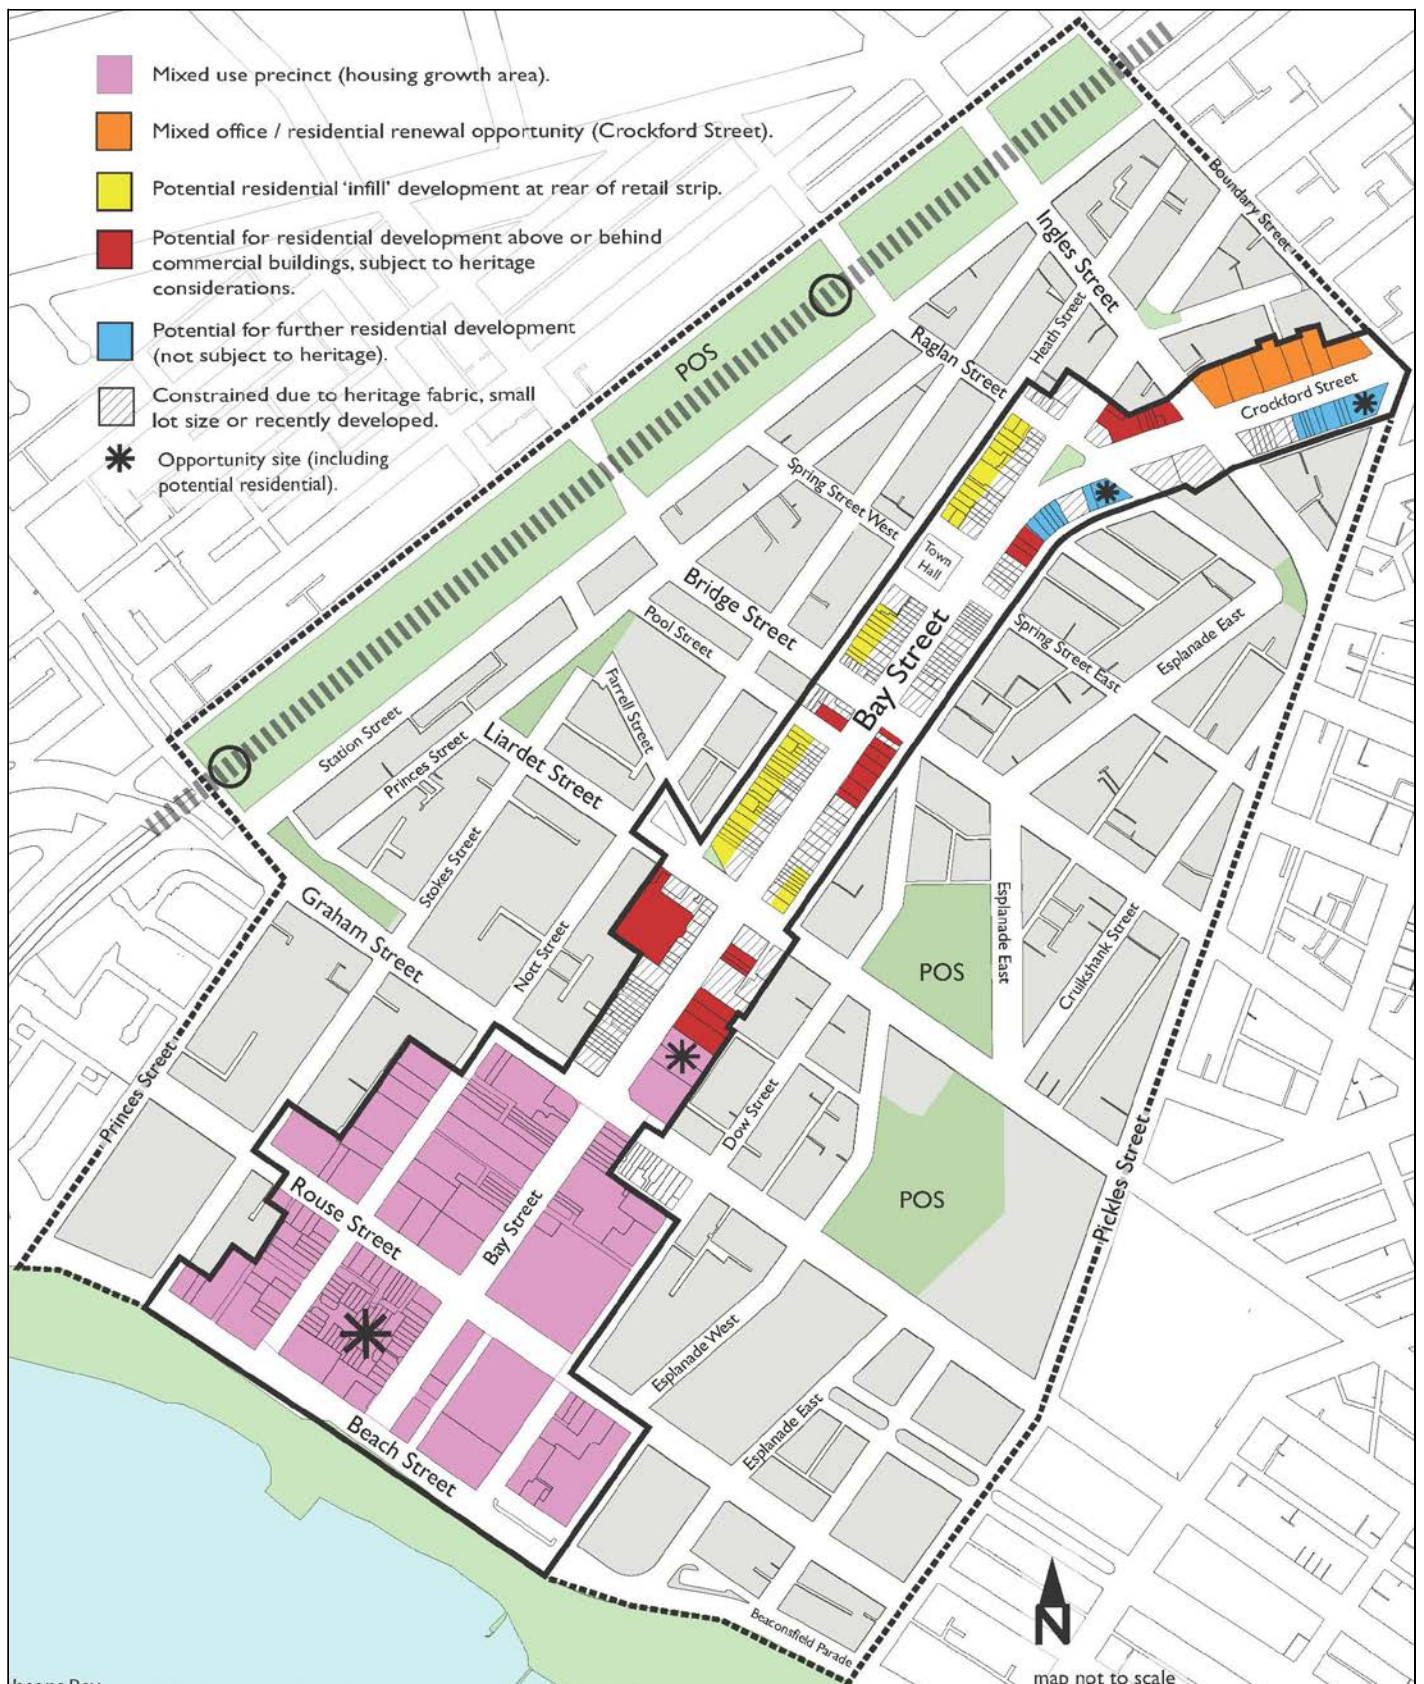 Mixed use precinct (housing growth area).
Mixed office / residential renewal opportunity (Crockford Street).
Potential residential 'infill' development at rear of retail strip.
Potential for residential development above or behind
commercial buildings, subject to heritage
considerations.
Potential for further residential development
(not subject to heritage).
Constrained due to heritage fabric, small
lot size or recently developed.
Opportunity site (including
potential residential).
Boundary Street
Ingles Street
Heath Street
Raglan Street
POS
Crockford Street
Spring Street West
Town
Hall
Bridge Street
Pool Street
Bay Street
Spring Street East
Esplanade East
Farrell Street
Station Street
Princes Street
Liardet Street
Stokes Street
Graham Street
Nott Street
Esplanade East
POS
Cruikshank Street
Princes Street
Dow Street
POS
Pickles Street
Rouse Street
Bay Street
Esplanade West
Esplanade East
Beach Street
Beaconsfield Parade
N
map not to scale